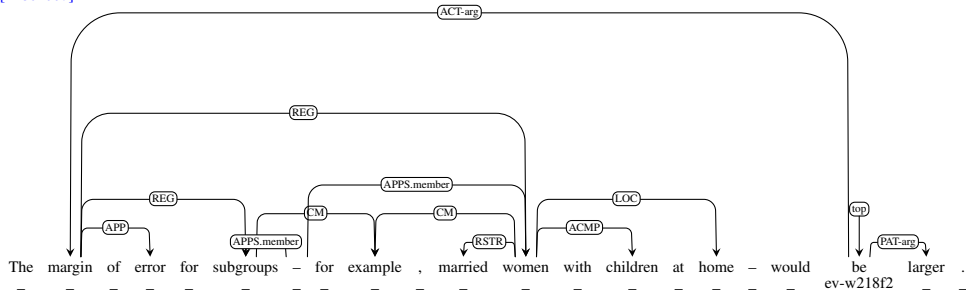 ACT-arg
REG
APPS.member
REG CM CM LOC
APP APPS.member RSTR ACMP top PAT-arg
The margin of error for subgroups – for example , married women with children at home – would be larger .
_ _ _ _ _ _ _ _ _ _ _ _ _ _ _ _ _ _ ev-w218f2 _ _